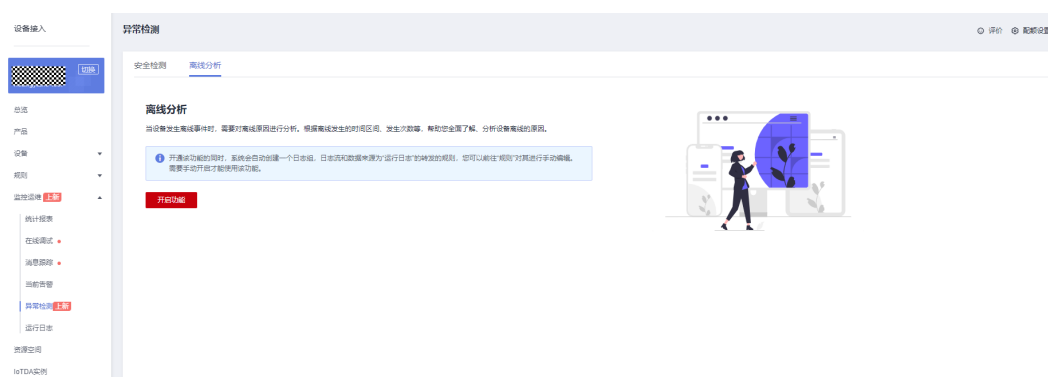 设备接入
异常检测
评价
配额设置
切换
安全检测
离线分析
总览
产品
设备
规则
监控运维 上新
统计报表
在线调试
消息跟踪
当前告警
异常检测 上新
运行日志
资源空间
IoTDA实例
离线分析
当设备发生离线事件时，需要对离线原因进行分析。根据离线发生的时间区间、发生次数等，帮助您全面了解、分析设备离线的原因。
开通该功能的同时，系统会自动创建一个日志组、日志流和数据来源为"运行日志"的转发的规则，您可以前往"规则"对其进行手动编辑。
需要手动开启才能使用该功能。
开启功能